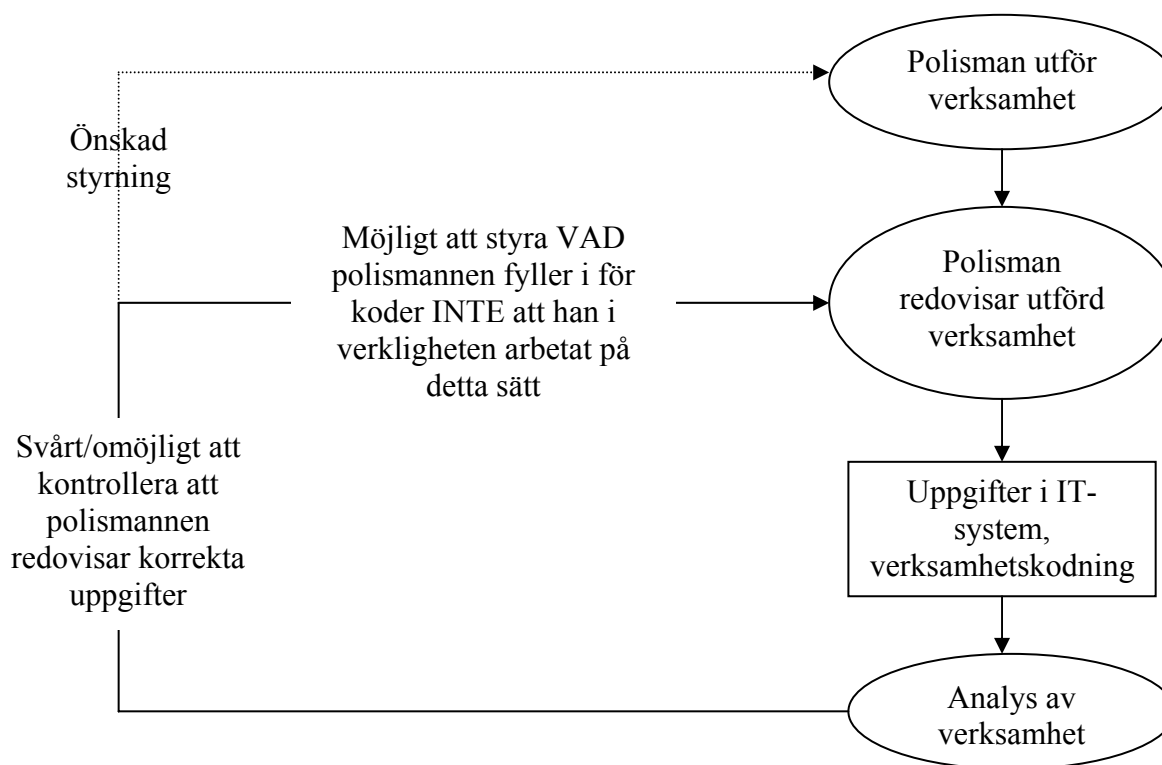 Polisman utför
verksamhet
Önskad
styrning
Möjligt att styra VAD
polismannen fyller i för
koder INTE att han i
verkligheten arbetat på
detta sätt
Polisman
redovisar utförd
verksamhet
Svårt/omöjligt att
kontrollera att
polismannen
redovisar korrekta
uppgifter
Uppgifter i IT-
system,
verksamhetskodning
Analys av
verksamhet